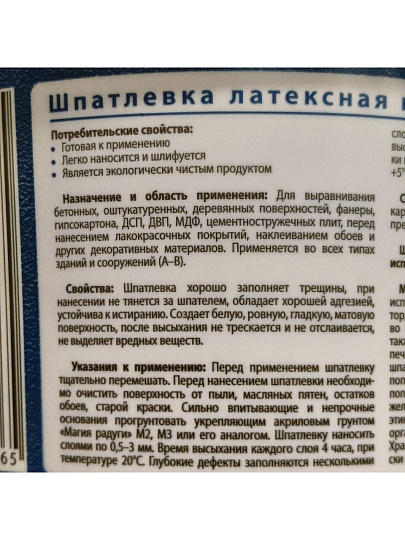 Шпатлевка латексная
Потребительские свойства:
• Готовая к применению
• Легко наносится и шлифуется
• Является экологически чистым продуктом
Назначение и область применения: Для выравнивания
бетонных, оштукатуренных, деревянных поверхностей, фанеры,
гипсокартона, ДСП, ДВП, МДФ, цементностружечных плит, перед
нанесением лакокрасочных покрытий, наклеиванием обоев и
других декоративных материалов. Применяется во всех типах
зданий и сооружений (А–В).
Свойства: Шпатлевка хорошо заполняет трещины, при
нанесении не тянется за шпателем, обладает хорошей адгезией,
устойчива к истиранию. Создает белую, ровную, гладкую, матовую
поверхность, после высыхания не трескается и не отслаивается,
не выделяет вредных веществ.
Указания к применению: Перед применением шпатлевку
тщательно перемешать. Перед нанесением шпатлевки необходи-
мо очистить поверхность от пыли, масляных пятен, остатков
обоев, старой краски. Сильно впитывающие и непрочные
основания прогрунтовать укрепляющим акриловым грунтом
«Магия радуги» М2, М3 или его аналогом. Шпатлевку наносить
слоями по 0,5–3 мм. Время высыхания каждого слоя 4 часа, при
температуре 20°С. Глубокие дефекты заполняются несколькими
65
+5°